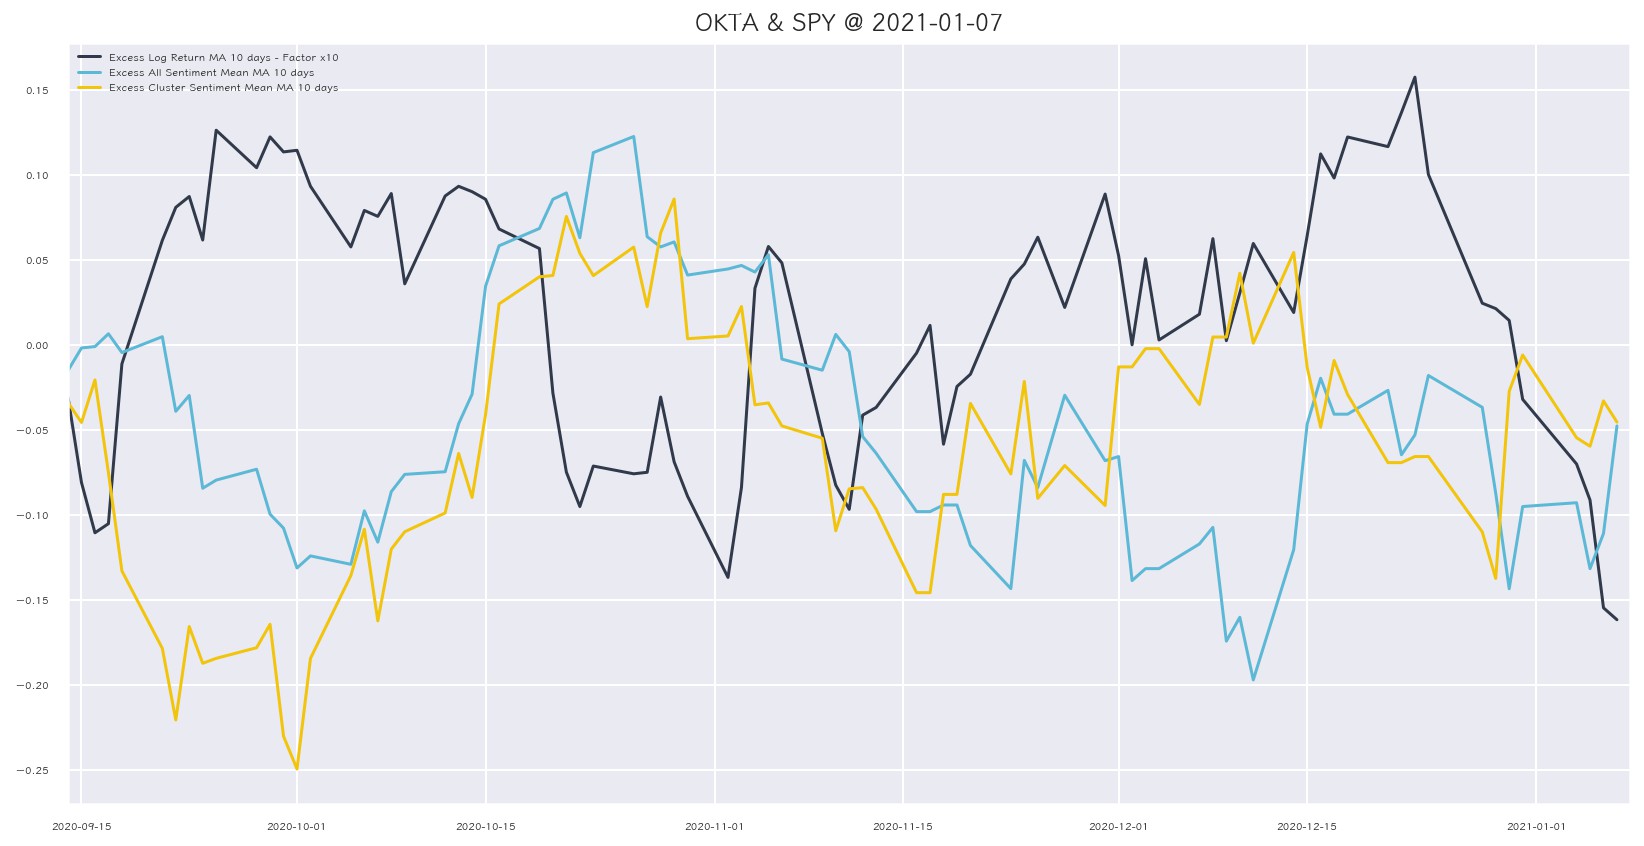 OKTA & SPY @ 2021-01-07
Excess Log Return MA 10 days - Factor x10
Excess All Sentiment Mean MA 10 days
Excess Cluster Sentiment Mean MA 10 days
0.15
0.10
0.05
0.00
−0.05
−0.10
−0.15
−0.20
−0.25
2020-09-15 2020-10-01 2020-10-15 2020-11-01 2020-11-15 2020-12-01 2020-12-15 2021-01-01